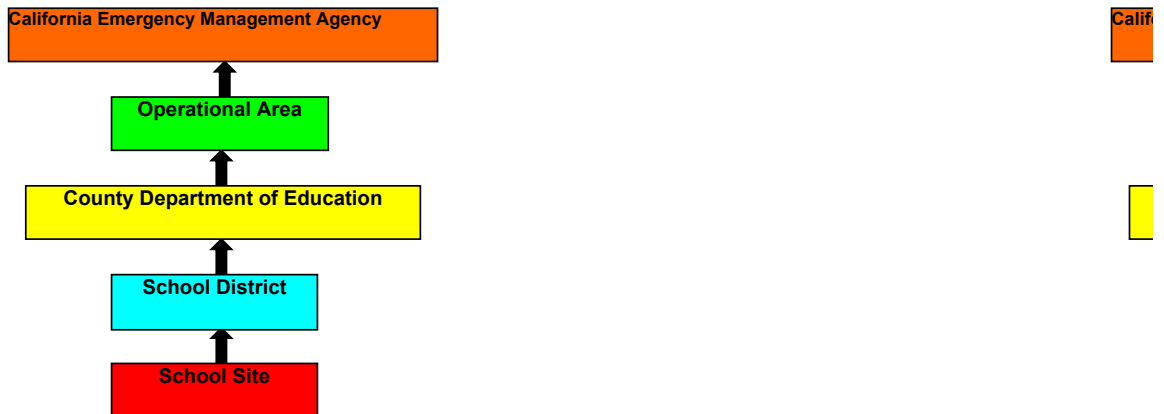 California Emergency Management Agency
Operational Area
County Department of Education
School District
School Site